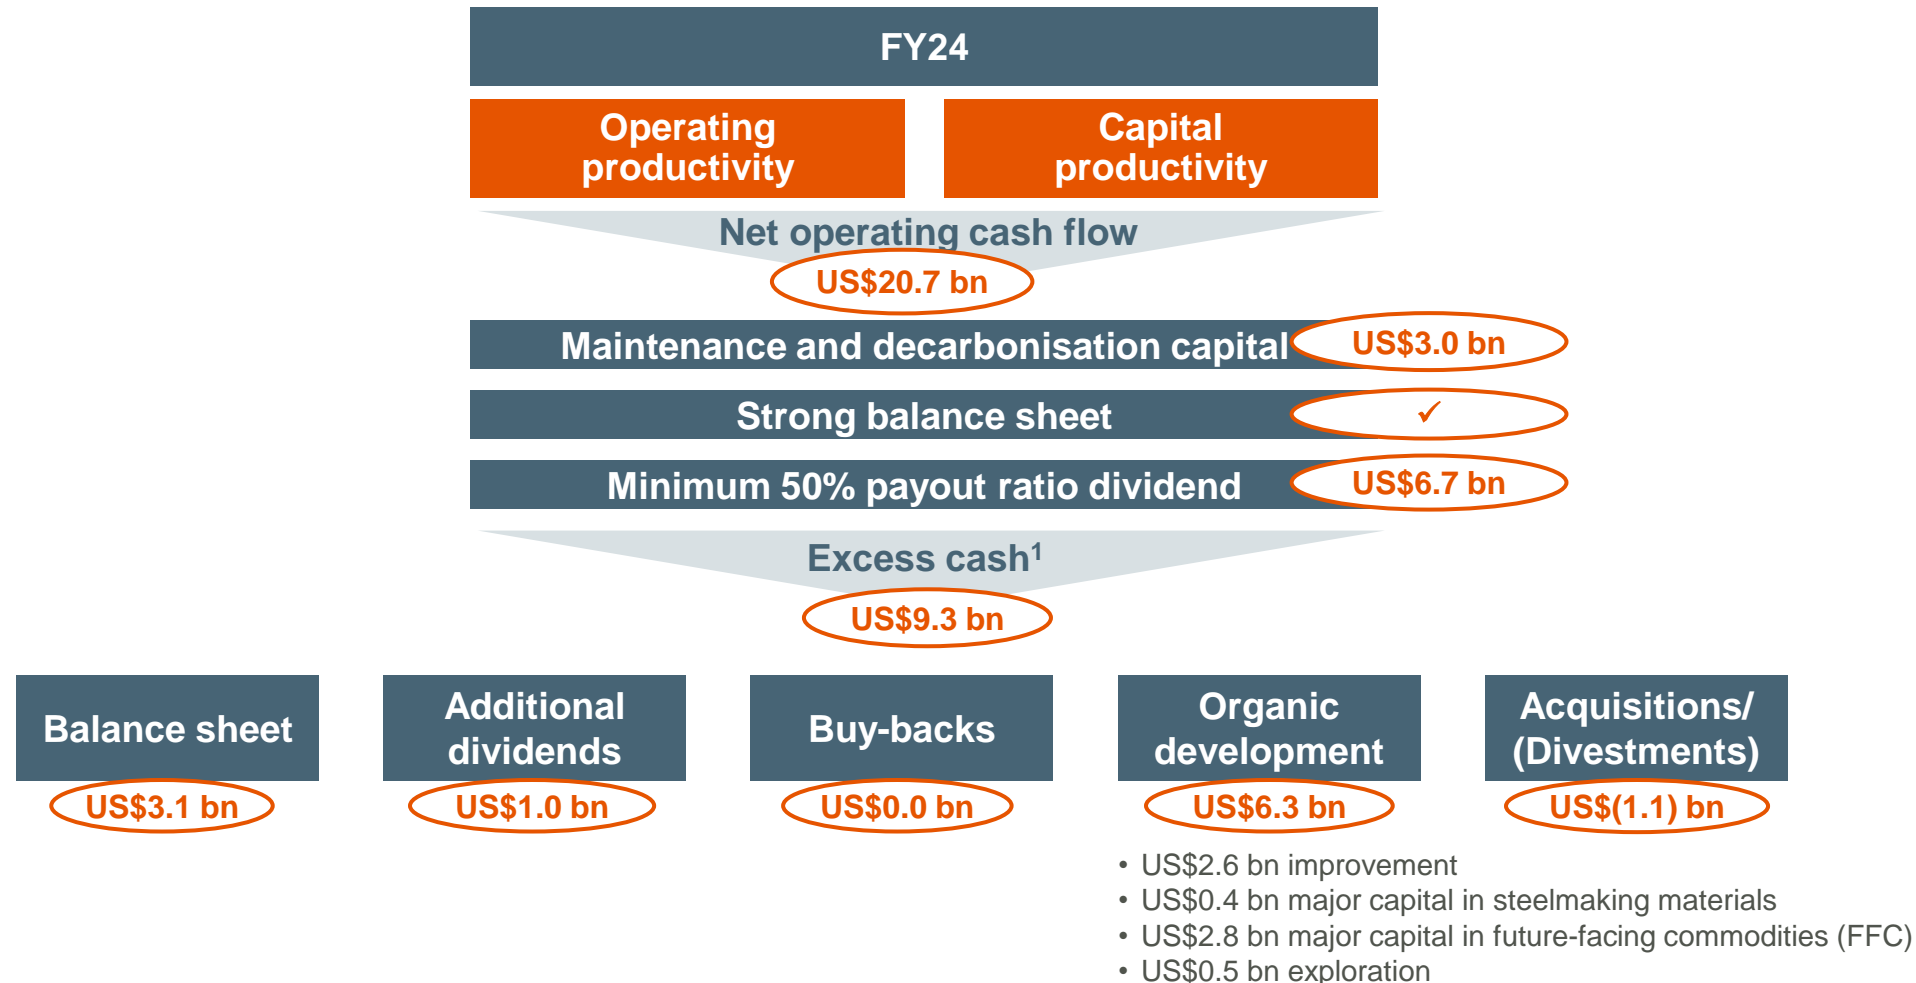 FY24
Operating
productivity
Capital
productivity
Net operating cash flow
US$20.7 bn
Maintenance and decarbonisation capital
US$3.0 bn
Strong balance sheet
✓
Minimum 50% payout ratio dividend
US$6.7 bn
Excess cash¹
US$9.3 bn
Balance sheet
US$3.1 bn
Additional
dividends
US$1.0 bn
Buy-backs
US$0.0 bn
Organic
development
US$6.3 bn
• US$2.6 bn improvement
• US$0.4 bn major capital in steelmaking materials
• US$2.8 bn major capital in future-facing commodities (FFC)
• US$0.5 bn exploration
Acquisitions/
(Divestments)
US$(1.1) bn